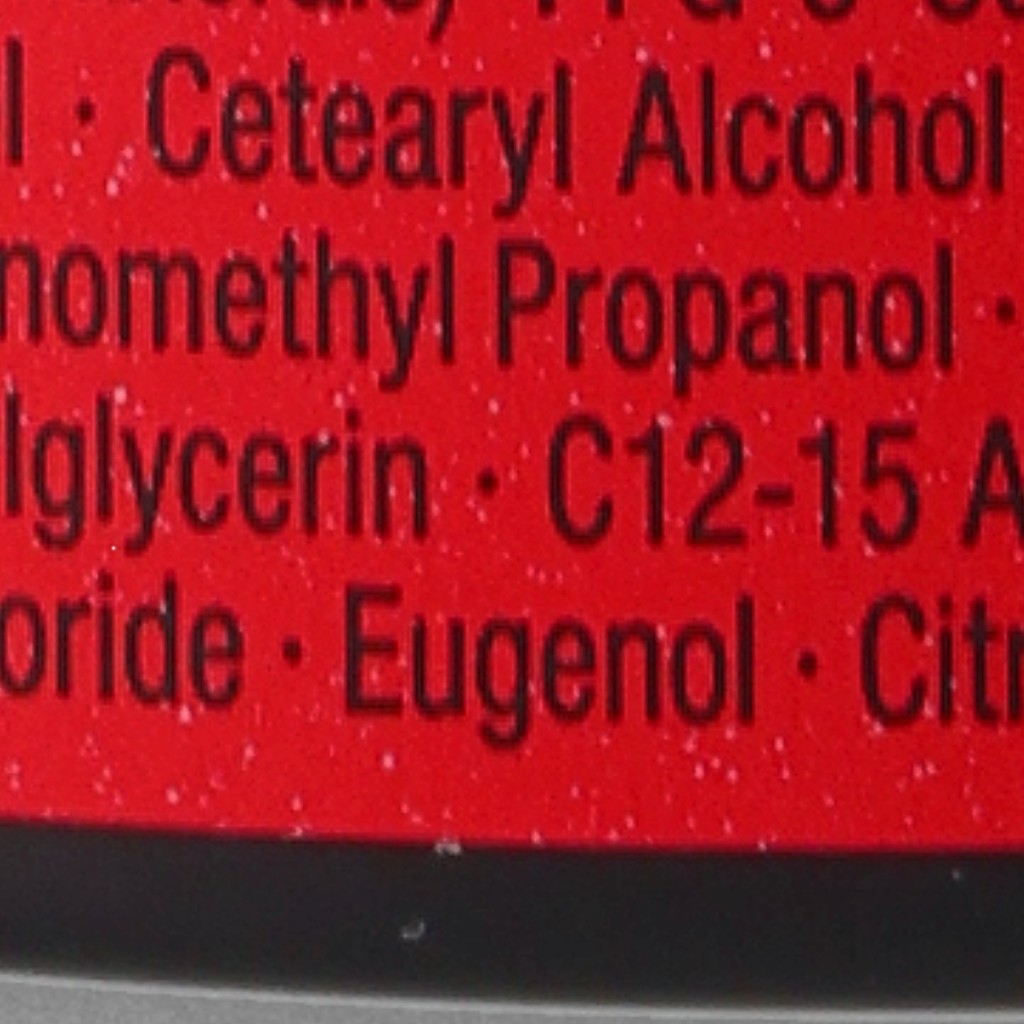 l · Cetearyl Alcohol
nomethyl Propanol ·
lglycerin · C12-15 A
oride · Eugenol · Citr